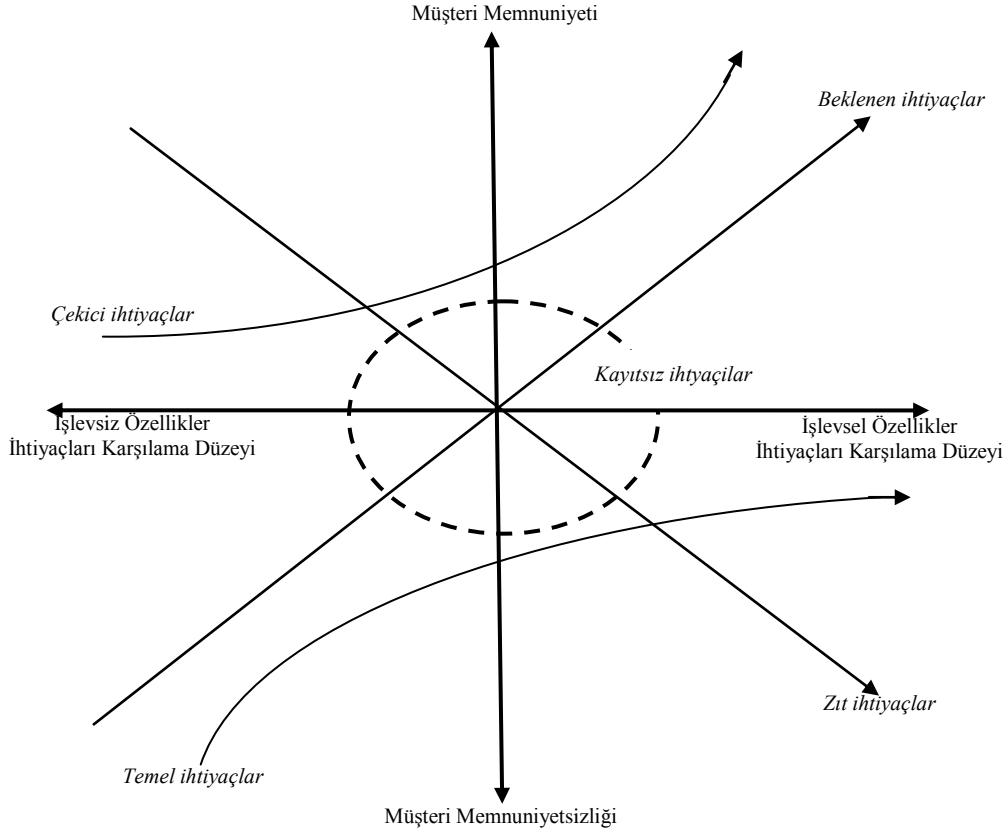 Müşteri Memnuniyeti
Beklenen ihtiyaçlar
Çekici ihtiyaçlar
Kayıtsız ihtyaçilar
İşlevsiz Özellikler
İhtiyaçları Karşılama Düzeyi
İşlevsel Özellikler
İhtiyaçları Karşılama Düzeyi
Zıt ihtiyaçlar
Temel ihtiyaçlar
Müşteri Memnuniyetsizliği